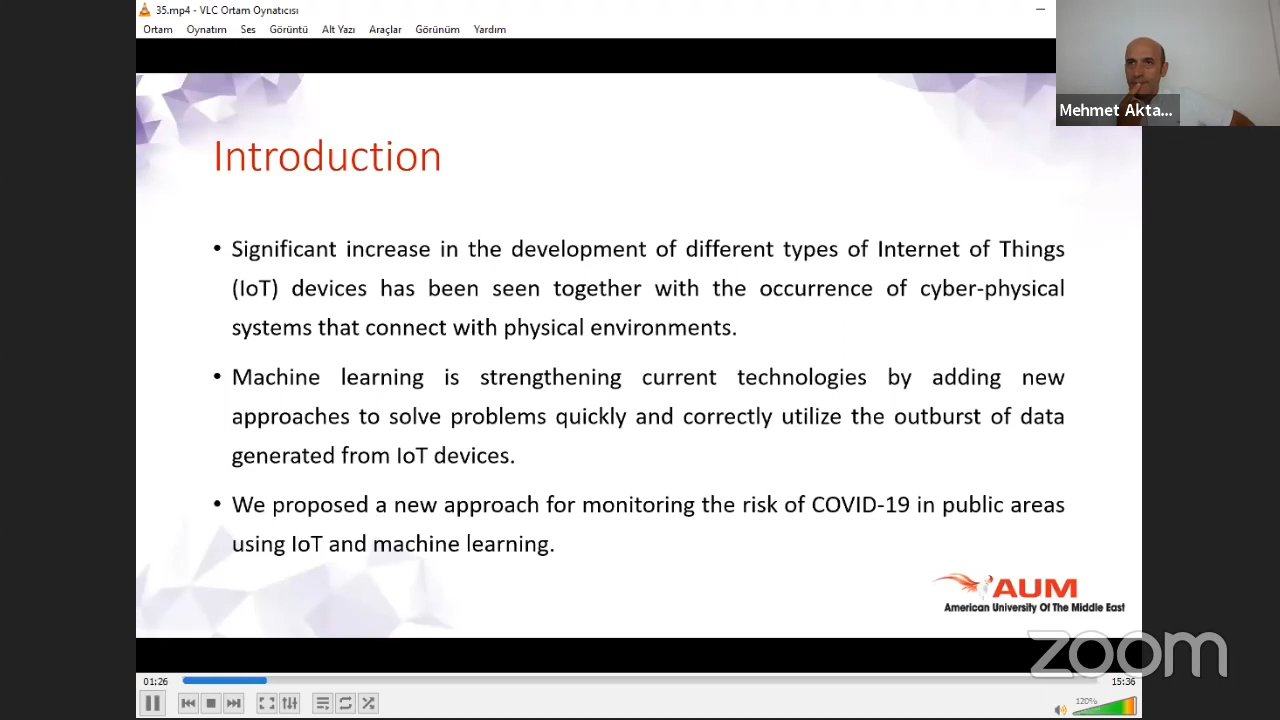 35.mp4 - VLC Ortam Oynatıcısı
Ortam Oynatım Ses Görüntü Alt Yazı Araçlar Görünüm Yardım
Mehmet Akta...
Introduction
• Significant increase in the development of different types of Internet of Things
(IoT) devices has been seen together with the occurrence of cyber-physical
systems that connect with physical environments.
• Machine learning is strengthening current technologies by adding new
approaches to solve problems quickly and correctly utilize the outburst of data
generated from IoT devices.
• We proposed a new approach for monitoring the risk of COVID-19 in public areas
using IoT and machine learning.
AUM
American University Of The Middle East
zoom
01:26
15:36
120%